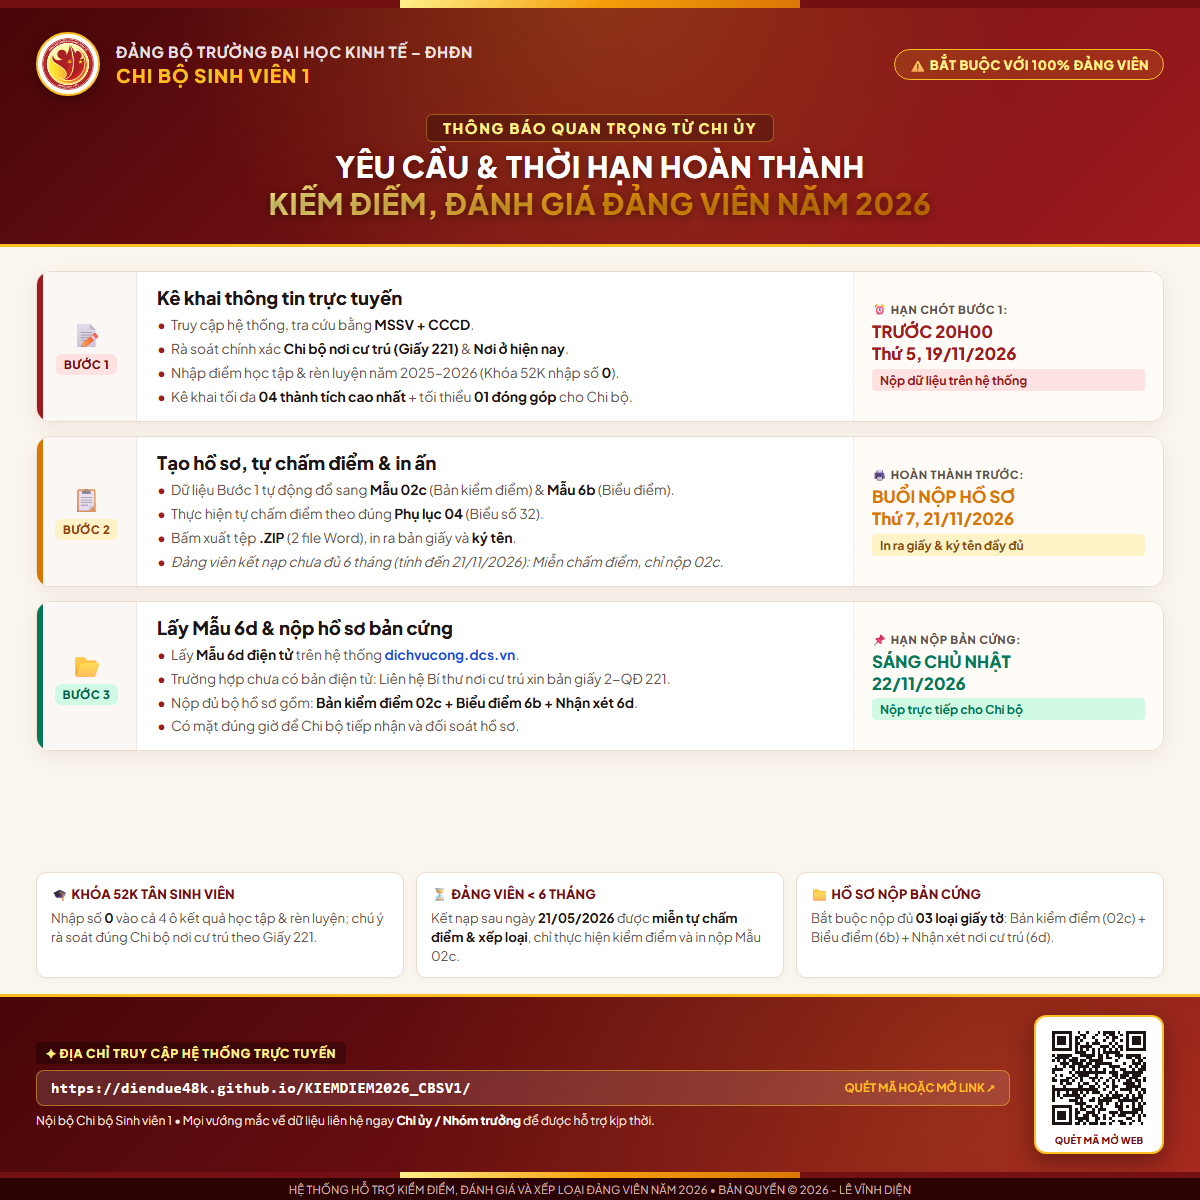 ĐẢNG BỘ TRƯỜNG ĐẠI HỌC KINH TẾ – ĐHĐN
CHI BỘ SINH VIÊN 1
⚠ BẮT BUỘC VỚI 100% ĐẢNG VIÊN
THÔNG BÁO QUAN TRỌNG TỪ CHI ỦY
YÊU CẦU & THỜI HẠN HOÀN THÀNH
KIỂM ĐIỂM, ĐÁNH GIÁ ĐẢNG VIÊN NĂM 2026
BƯỚC 1
Kê khai thông tin trực tuyến
• Truy cập hệ thống, tra cứu bằng MSSV + CCCD.
• Rà soát chính xác Chi bộ nơi cư trú (Giấy 221) & Nơi ở hiện nay.
• Nhập điểm học tập & rèn luyện năm 2025–2026 (Khóa 52K nhập số 0).
• Kê khai tối đa 04 thành tích cao nhất + tối thiểu 01 đóng góp cho Chi bộ.
⏰ HẠN CHÓT BƯỚC 1:
TRƯỚC 20H00
Thứ 5, 19/11/2026
Nộp dữ liệu trên hệ thống
BƯỚC 2
Tạo hồ sơ, tự chấm điểm & in ấn
• Dữ liệu Bước 1 tự động đổ sang Mẫu 02c (Bản kiểm điểm) & Mẫu 6b (Biểu điểm).
• Thực hiện tự chấm điểm theo đúng Phụ lục 04 (Biểu số 32).
• Bấm xuất tệp .ZIP (2 file Word), in ra bản giấy và ký tên.
• Đảng viên kết nạp chưa đủ 6 tháng (tính đến 21/11/2026): Miễn chấm điểm, chỉ nộp 02c.
🖨 HOÀN THÀNH TRƯỚC:
BUỔI NỘP HỒ SƠ
Thứ 7, 21/11/2026
In ra giấy & ký tên đầy đủ
BƯỚC 3
Lấy Mẫu 6d & nộp hồ sơ bản cứng
• Lấy Mẫu 6d điện tử trên hệ thống dichvucong.dcs.vn.
• Trường hợp chưa có bản điện tử: Liên hệ Bí thư nơi cư trú xin bản giấy 2–QĐ 221.
• Nộp đủ bộ hồ sơ gồm: Bản kiểm điểm 02c + Biểu điểm 6b + Nhận xét 6d.
• Có mặt đúng giờ để Chi bộ tiếp nhận và đối soát hồ sơ.
📌 HẠN NỘP BẢN CỨNG:
SÁNG CHỦ NHẬT
22/11/2026
Nộp trực tiếp cho Chi bộ
🎓 KHÓA 52K TÂN SINH VIÊN
Nhập số 0 vào cả 4 ô kết quả học tập & rèn luyện; chú ý
rà soát đúng Chi bộ nơi cư trú theo Giấy 221.
⏳ ĐẢNG VIÊN < 6 THÁNG
Kết nạp sau ngày 21/05/2026 được miễn tự chấm
điểm & xếp loại, chỉ thực hiện kiểm điểm và in nộp Mẫu
02c.
📁 HỒ SƠ NỘP BẢN CỨNG
Bắt buộc nộp đủ 03 loại giấy tờ: Bản kiểm điểm (02c) +
Biểu điểm (6b) + Nhận xét nơi cư trú (6d).
✦ ĐỊA CHỈ TRUY CẬP HỆ THỐNG TRỰC TUYẾN
https://diendue48k.github.io/KIEMDIEM2026_CBSV1/
QUÉT MÃ HOẶC MỞ LINK ↗
Nội bộ Chi bộ Sinh viên 1 • Mọi vướng mắc về dữ liệu liên hệ ngay Chi ủy / Nhóm trưởng để được hỗ trợ kịp thời.
QUÉT MÃ MỞ WEB
HỆ THỐNG HỖ TRỢ KIỂM ĐIỂM, ĐÁNH GIÁ VÀ XẾP LOẠI ĐẢNG VIÊN NĂM 2026 • BẢN QUYỀN © 2026 - LÊ VĨNH DIỆN